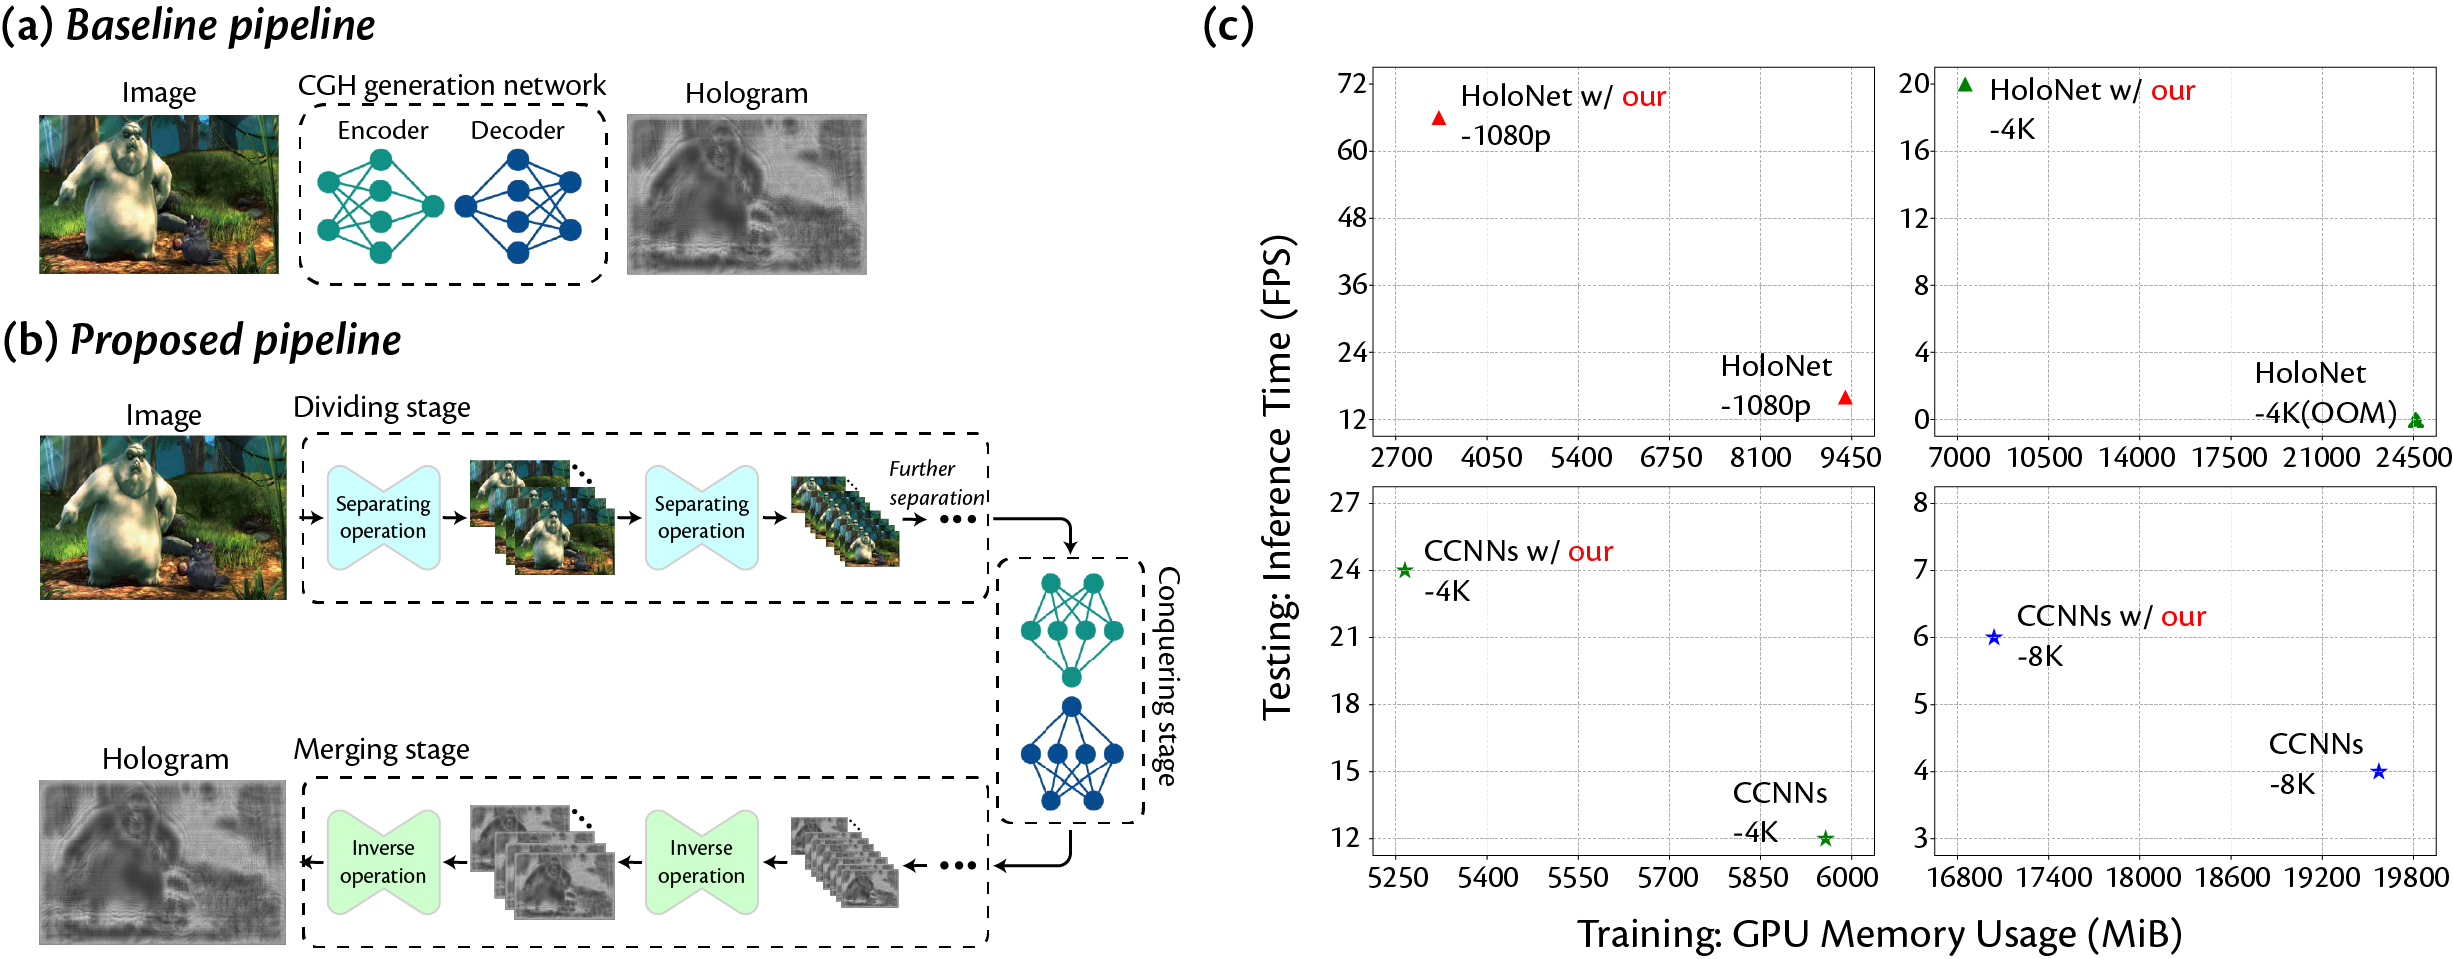 (a) Baseline pipeline
Image
CGH generation network
Encoder
Decoder
Hologram
(b) Proposed pipeline
Image
Dividing stage
Separating
operation
Separating
operation
Further
separation
Conquering stage
Merging stage
Hologram
Inverse
operation
Inverse
operation
(c)
Testing: Inference Time (FPS)
72
60
48
36
24
12
HoloNet w/ our
-1080p
HoloNet
-1080p
2700 4050 5400 6750 8100 9450
20
16
12
8
4
0
HoloNet w/ our
-4K
HoloNet
-4K(OOM)
7000 10500 14000 17500 21000 24500
27
24
21
18
15
12
CCNNs w/ our
-4K
CCNNs
-4K
5250 5400 5550 5700 5850 6000
8
7
6
5
4
3
CCNNs w/ our
-8K
CCNNs
-8K
16800 17400 18000 18600 19200 19800
Training: GPU Memory Usage (MiB)